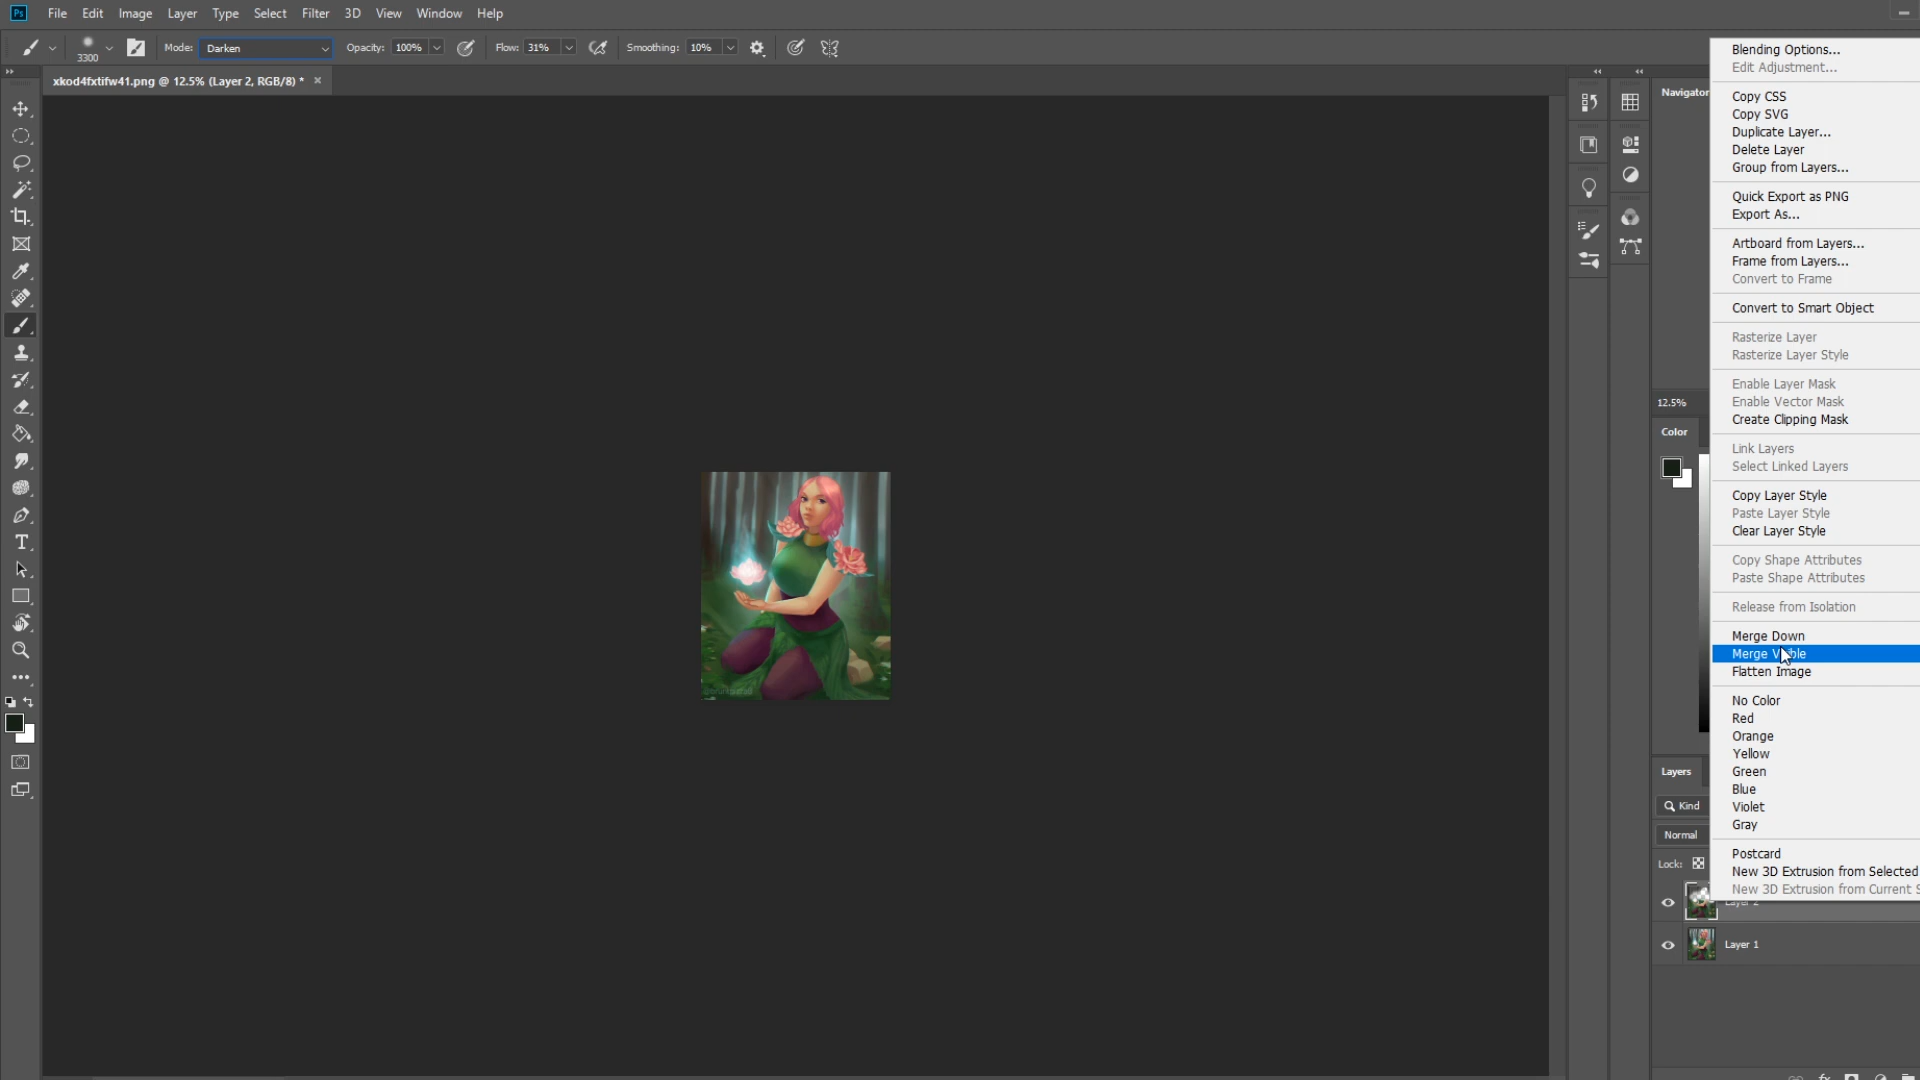 Ps File Edit Image Layer Type Select Filter 3D View Window Help
3300 Mode: Darken Opacity: 100% Flow: 31% Smoothing: 10%
xkod4fxtifw41.png @ 12.5% (Layer 2, RGB/8) *
Navigator
12.5%
Color
Layers
Kind
Normal
Lock:
Layer 2
Layer 1
Blending Options...
Edit Adjustment...
Copy CSS
Copy SVG
Duplicate Layer...
Delete Layer
Group from Layers...
Quick Export as PNG
Export As...
Artboard from Layers...
Frame from Layers...
Convert to Frame
Convert to Smart Object
Rasterize Layer
Rasterize Layer Style
Enable Layer Mask
Enable Vector Mask
Create Clipping Mask
Link Layers
Select Linked Layers
Copy Layer Style
Paste Layer Style
Clear Layer Style
Copy Shape Attributes
Paste Shape Attributes
Release from Isolation
Merge Down
Merge Visible
Flatten Image
No Color
Red
Orange
Yellow
Green
Blue
Violet
Gray
Postcard
New 3D Extrusion from Selected
New 3D Extrusion from Current S